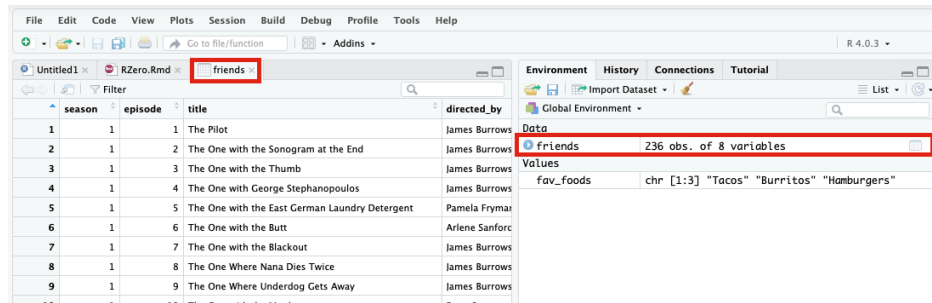 File Edit Code View Plots Session Build Debug Profile Tools Help
Go to file/function Addins R 4.0.3
Untitled1 RZero.Rmd friends
Filter
season episode title directed_by
1 1 1 The Pilot James Burrows
2 1 2 The One with the Sonogram at the End James Burrows
3 1 3 The One with the Thumb James Burrows
4 1 4 The One with George Stephanopoulos James Burrows
5 1 5 The One with the East German Laundry Detergent Pamela Fryman
6 1 6 The One with the Butt Arlene Sanford
7 1 7 The One with the Blackout James Burrows
8 1 8 The One Where Nana Dies Twice James Burrows
9 1 9 The One Where Underdog Gets Away James Burrows
Environment History Connections Tutorial
Import Dataset List
Global Environment
Data
friends 236 obs. of 8 variables
Values
fav_foods chr [1:3] "Tacos" "Burritos" "Hamburgers"